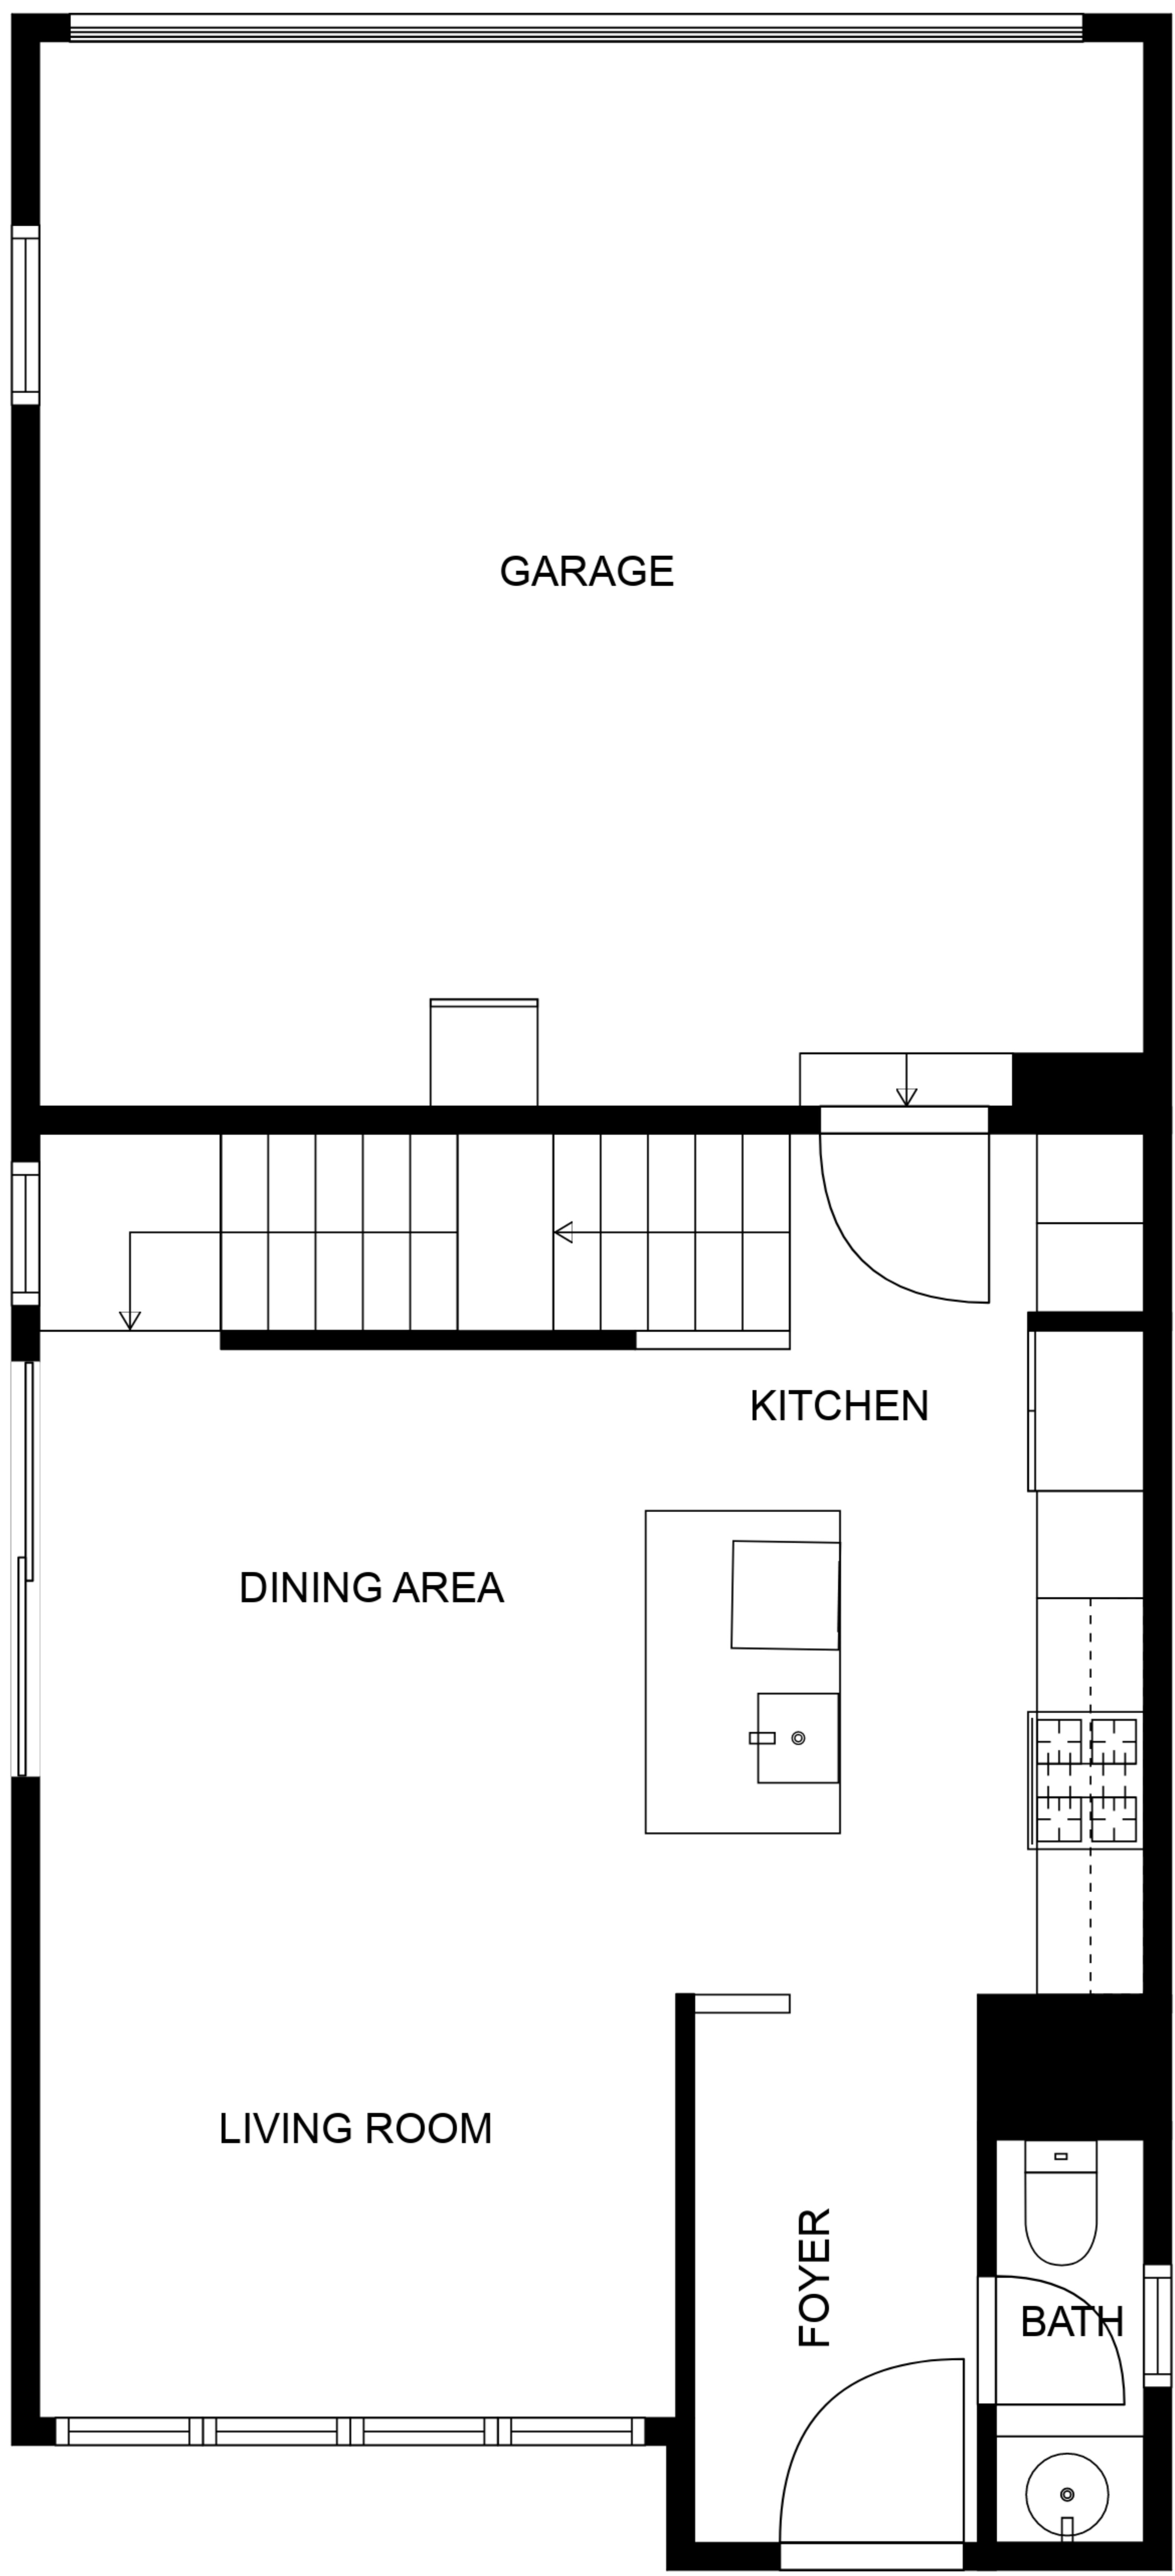 GARAGE
KITCHEN
DINING AREA
LIVING ROOM
FOYER
BATH